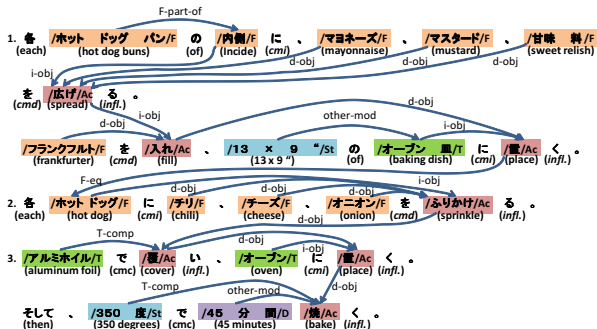 F-part-of
1. 各 /ホット ドッグ パン/F の /内側/F に 、 /マヨネーズ/F 、 /マスタード/F 、 /甘味 料/F
(each) (hot dog buns) (of) (Incide) (cmi) (mayonnaise) (mustard) (sweet relish)
i-obj d-obj d-obj d-obj
を /広げ/Ac る 。
(cmd) (spread) (infl.)
d-obj i-obj other-mod d-obj i-obj
/フランクフルト/F を /入れ/Ac 、 /13 × 9 “/St の /オーブン 皿/T に /置/Ac く 。
(frankfurter) (cmd) (fill) (13 x 9 “) (of) (baking dish) (cmi) (place) (infl.)
F-eq d-obj d-obj d-obj i-obj
2. 各 /ホット ドッグ/F に /チリ/F 、 /チーズ/F 、 /オニオン/F を /ふりかけ/Ac る 。
(each) (hot dog) (cmi) (chili) (cheese) (onion) (cmd) (sprinkle) (infl.)
T-comp d-obj d-obj i-obj
3. /アルミホイル/T で /覆/Ac い 、 /オーブン/T に /置/Ac く 。
(aluminum foil) (cmc) (cover) (infl.) (oven) (cmi) (place) (infl.)
T-comp other-mod d-obj
そして 、 /350 度/St で /45 分 間/D /焼/Ac く 。
(then) (350 degrees) (cmc) (45 minutes) (bake) (infl.)